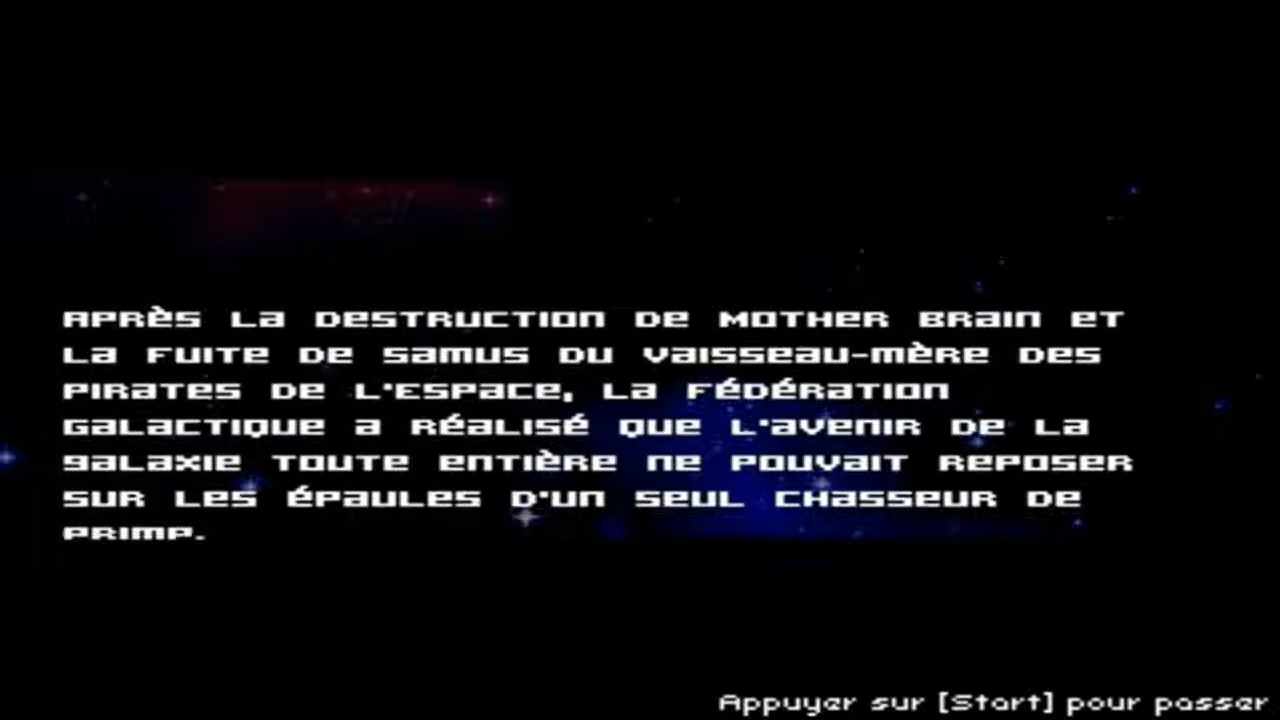 Après la destruction de Mother Brain et
la fuite de Samus du vaisseau-mère des
Pirates de l'Espace, la Fédération
Galactique a réalisé que l'avenir de la
galaxie toute entière ne pouvait reposer
sur les épaules d'un seul chasseur de
primp.
Appuyer sur [Start] pour passer